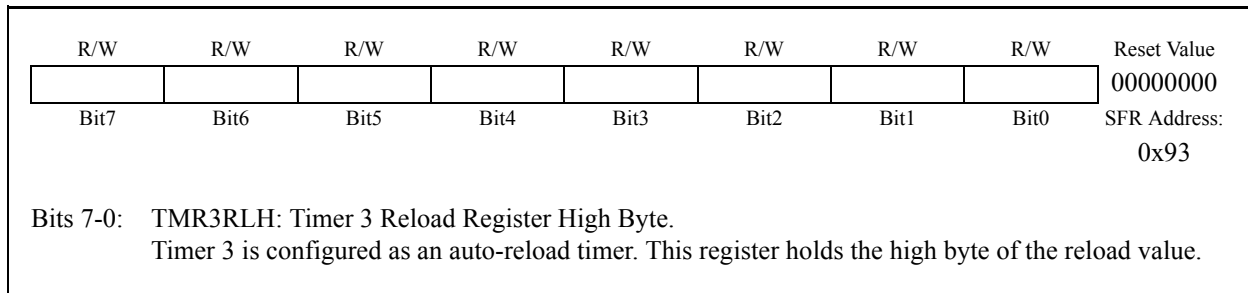 R/W R/W R/W R/W R/W R/W R/W R/W Reset Value
00000000
Bit7 Bit6 Bit5 Bit4 Bit3 Bit2 Bit1 Bit0 SFR Address:
0x93
Bits 7-0: TMR3RLH: Timer 3 Reload Register High Byte.
Timer 3 is configured as an auto-reload timer. This register holds the high byte of the reload value.